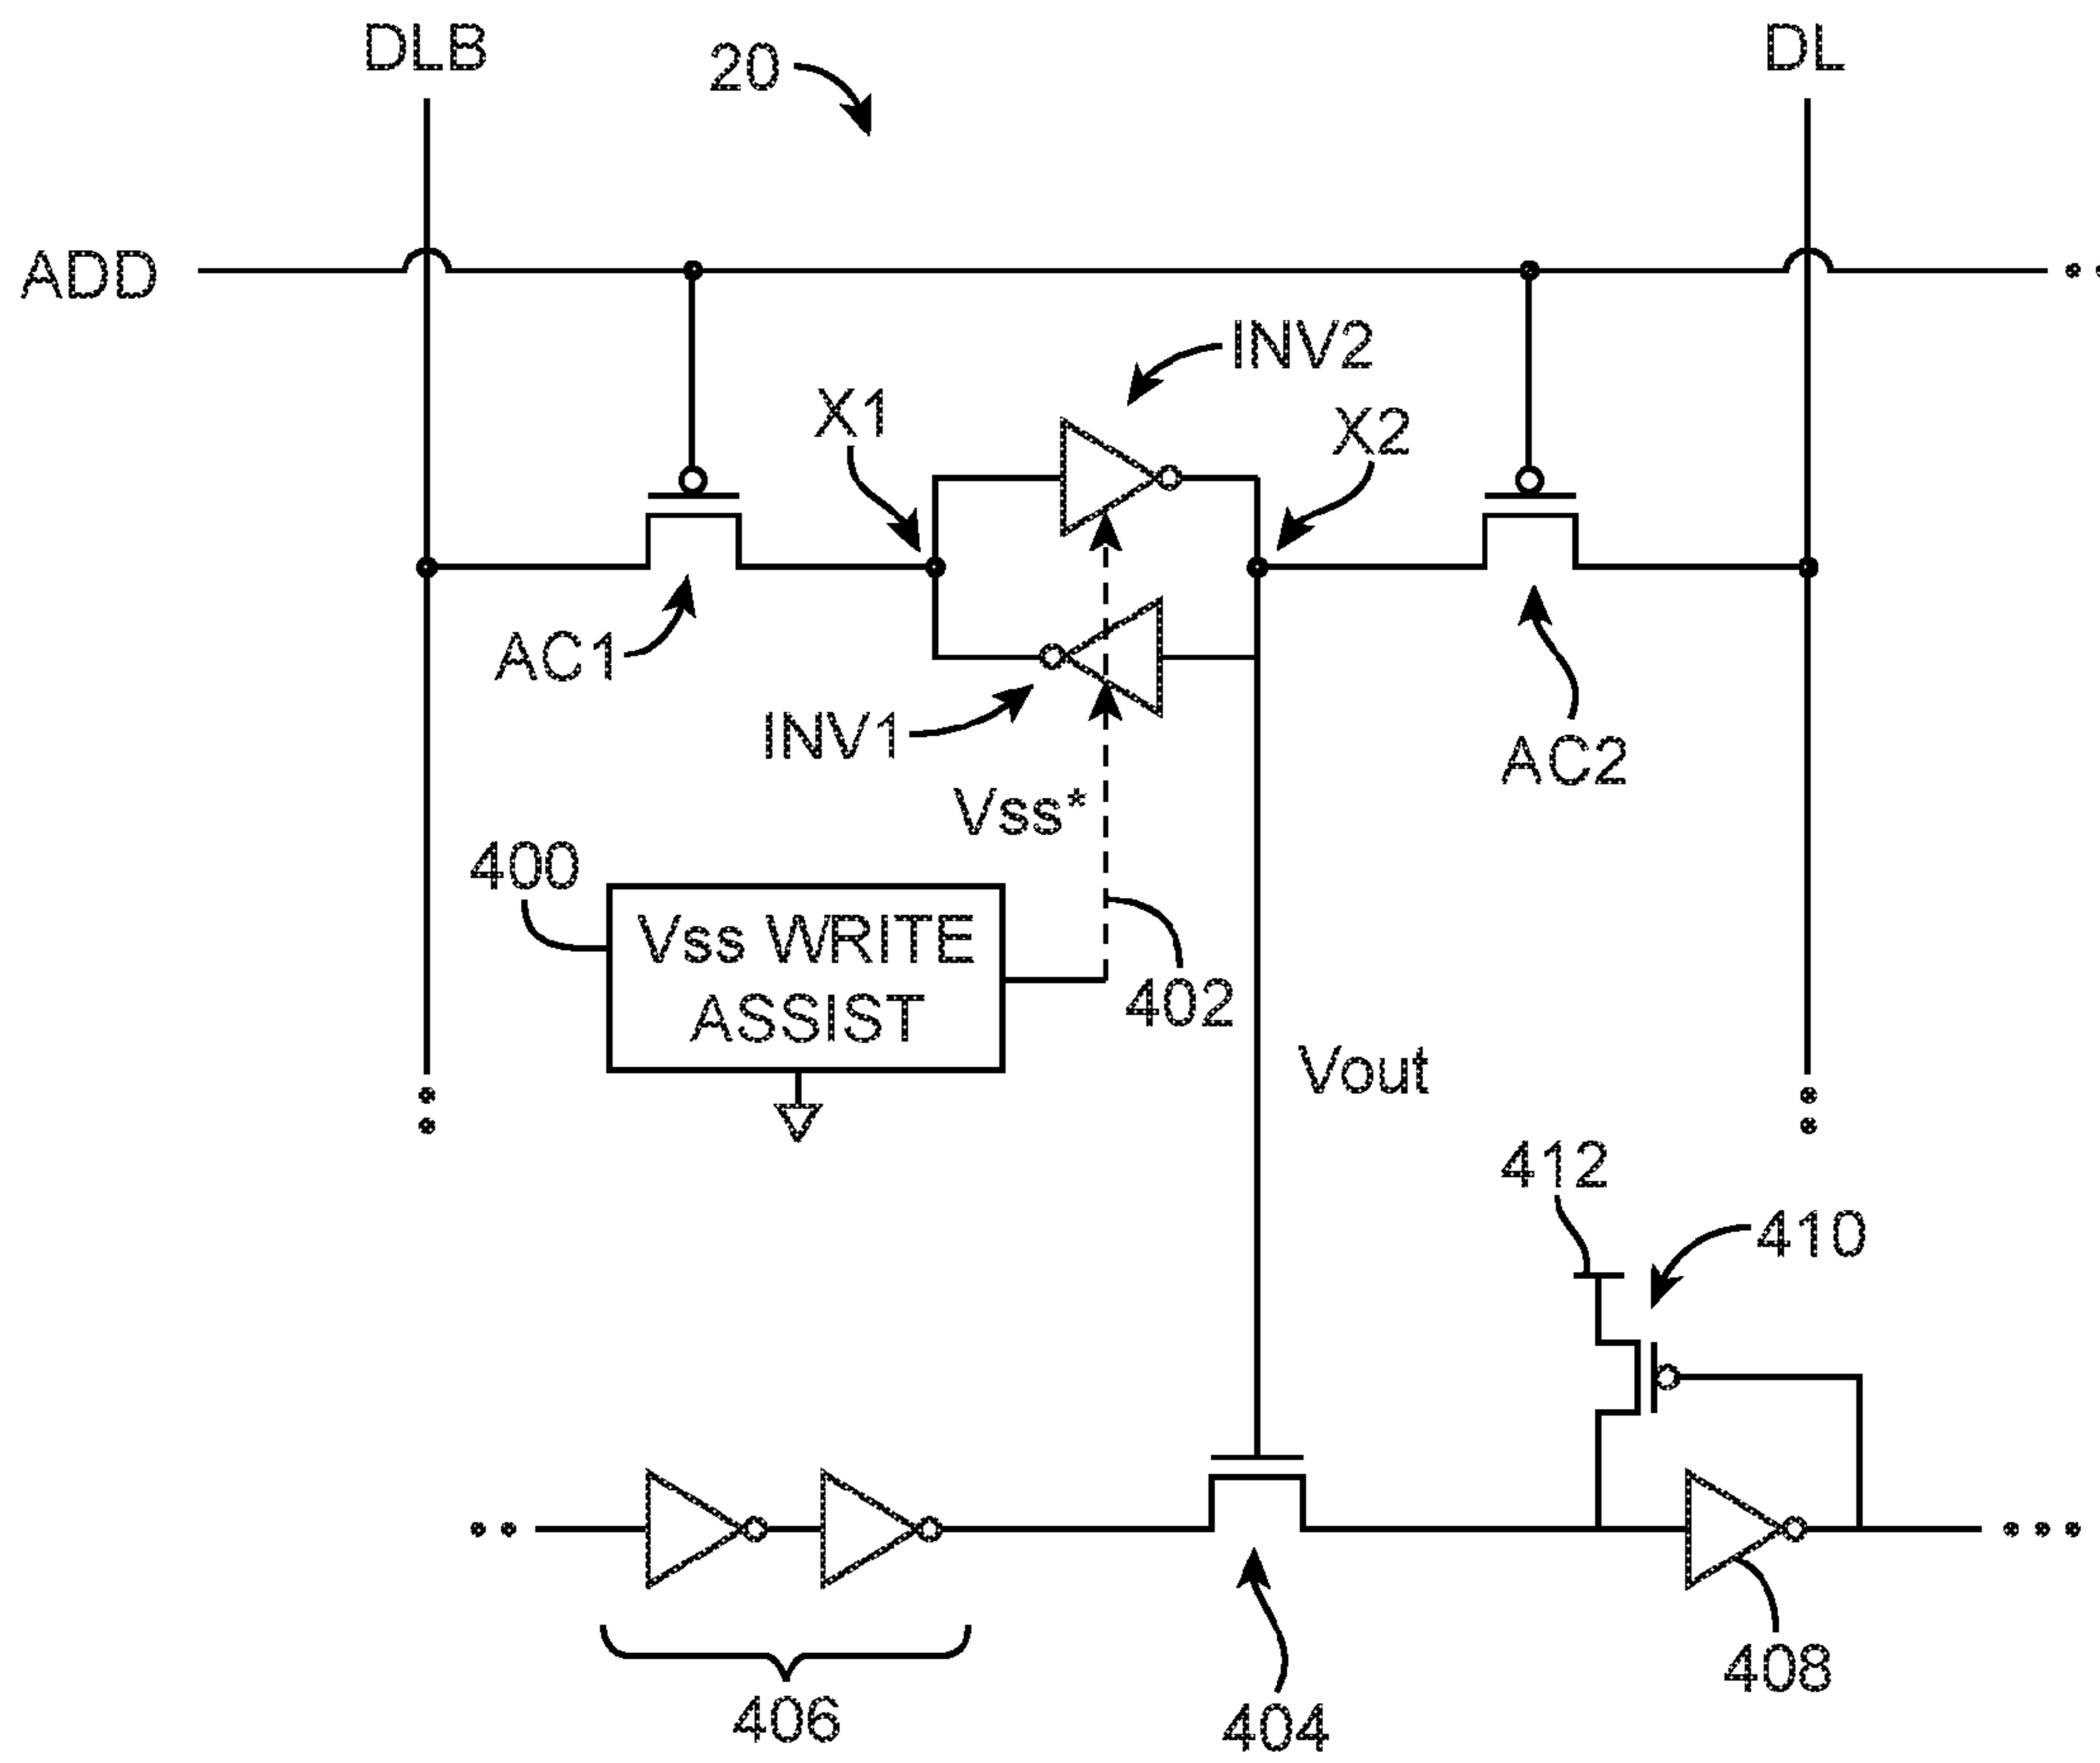 DLB
20
DL
ADD
INV2
X1
X2
AC1
INV1
AC2
Vss*
400
Vss WRITE
ASSIST
402
Vout
412
410
406
404
408